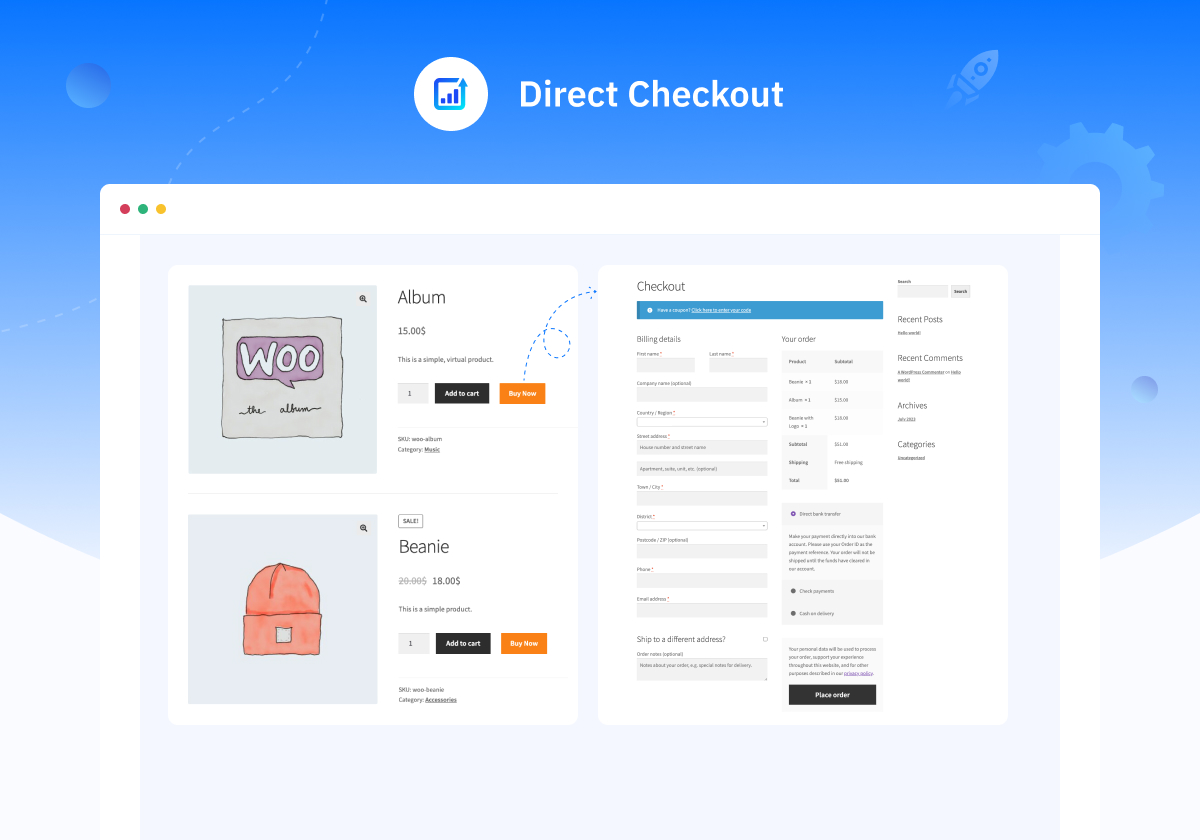 Direct Checkout
WOO
the album
Album
15.00$
This is a simple, virtual product.
1
Add to cart
Buy Now
SKU: woo-album
Category: Music
SALE!
Beanie
20.00$ 18.00$
This is a simple product.
1
Add to cart
Buy Now
SKU: woo-beanie
Category: Accessories
Checkout
Have a coupon? Click here to enter your code
Billing details
First name *
Last name *
Company name (optional)
Country / Region *
Street address *
House number and street name
Apartment, suite, unit, etc. (optional)
Town / City *
District *
Postcode / ZIP (optional)
Phone *
Email address *
Ship to a different address?
Order notes (optional)
Notes about your order, e.g. special notes for delivery.
Your order
Product Subtotal
Beanie × 1 $18.00
Album × 1 $15.00
Beanie with $18.00
Logo × 1
Subtotal $51.00
Shipping Free shipping
Total $51.00
Direct bank transfer
Make your payment directly into our bank
account. Please use your Order ID as the
payment reference. Your order will not be
shipped until the funds have cleared in
our account.
Check payments
Cash on delivery
Your personal data will be used to process
your order, support your experience
throughout this website, and for other
purposes described in our privacy policy.
Place order
Search
Search
Recent Posts
Hello world!
Recent Comments
A WordPress Commenter on Hello
world!
Archives
July 2022
Categories
Uncategorized